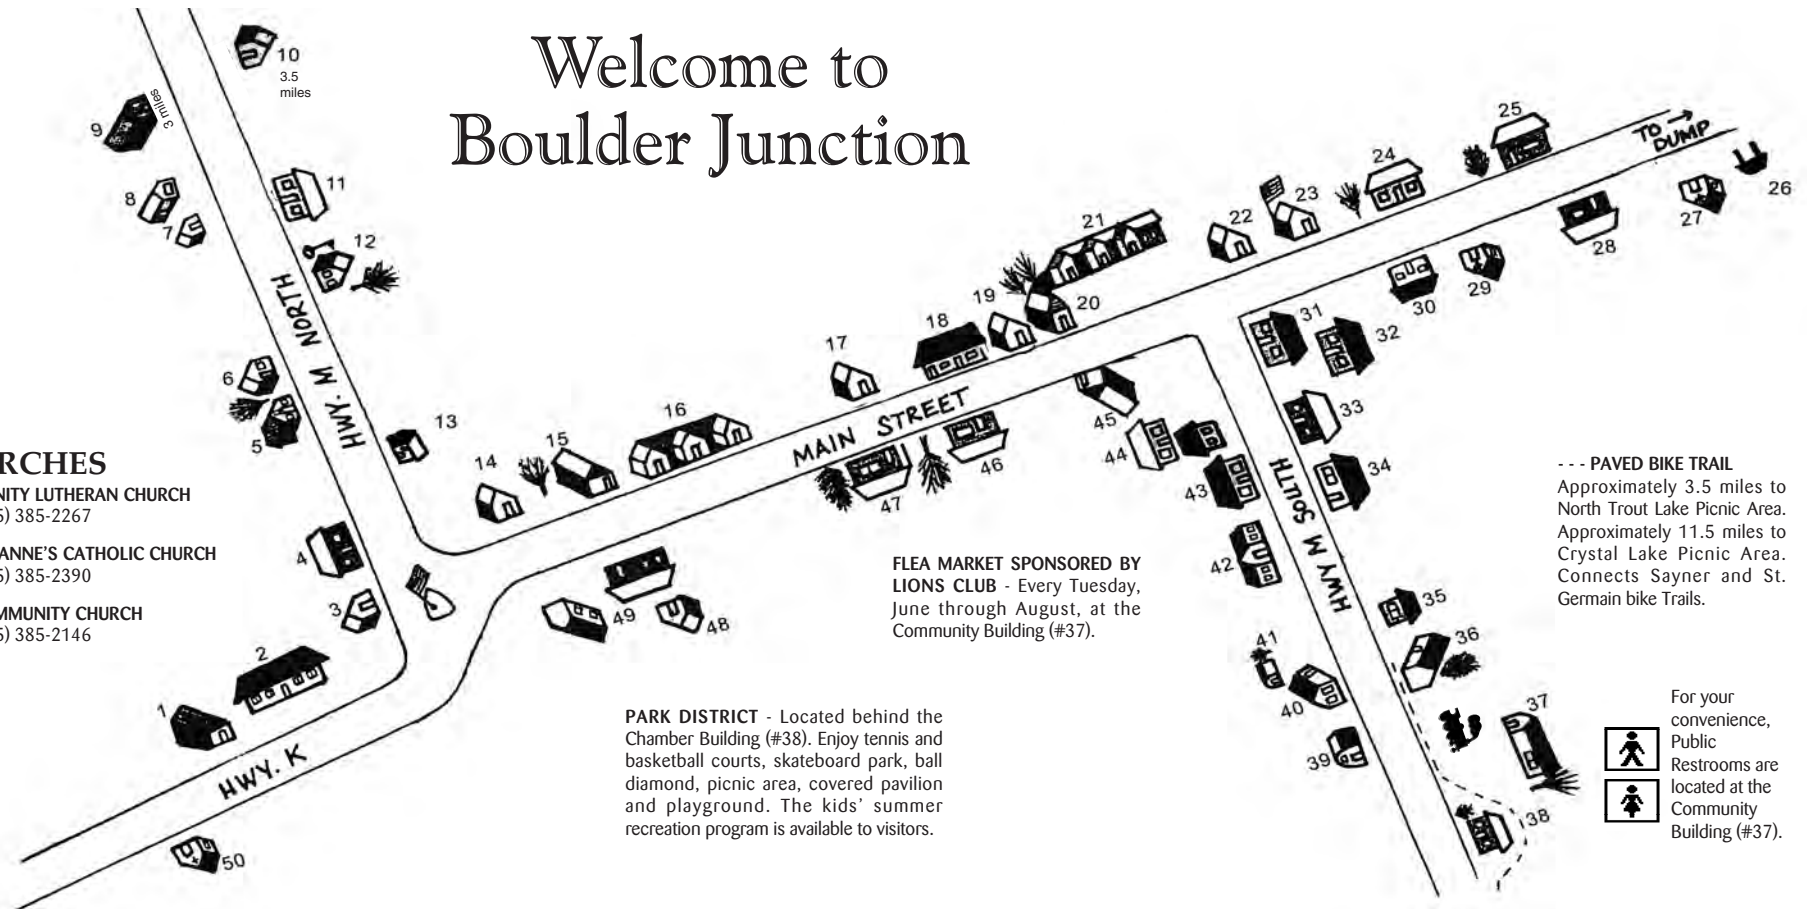 Welcome to
Boulder Junction
10
3.5
miles
9
3 miles
8
7
11
12
HWY. M NORTH
6
5
13
4
3
2
1
HWY. K
50
14
15
16
17
18
19
20
21
22
23
24
25
TO →
DUMP
26
27
28
29
30
MAIN STREET
31
32
33
34
35
36
37
38
HWY M SOUTH
39
40
41
42
43
44
45
46
47
48
49
RCHES
NITY LUTHERAN CHURCH
5) 385-2267
ANNE'S CATHOLIC CHURCH
5) 385-2390
MMUNITY CHURCH
5) 385-2146
FLEA MARKET SPONSORED BY
LIONS CLUB - Every Tuesday,
June through August, at the
Community Building (#37).
PARK DISTRICT - Located behind the
Chamber Building (#38). Enjoy tennis and
basketball courts, skateboard park, ball
diamond, picnic area, covered pavilion
and playground. The kids' summer
recreation program is available to visitors.
- - - PAVED BIKE TRAIL
Approximately 3.5 miles to
North Trout Lake Picnic Area.
Approximately 11.5 miles to
Crystal Lake Picnic Area.
Connects Sayner and St.
Germain bike Trails.
For your
convenience,
Public
Restrooms are
located at the
Community
Building (#37).